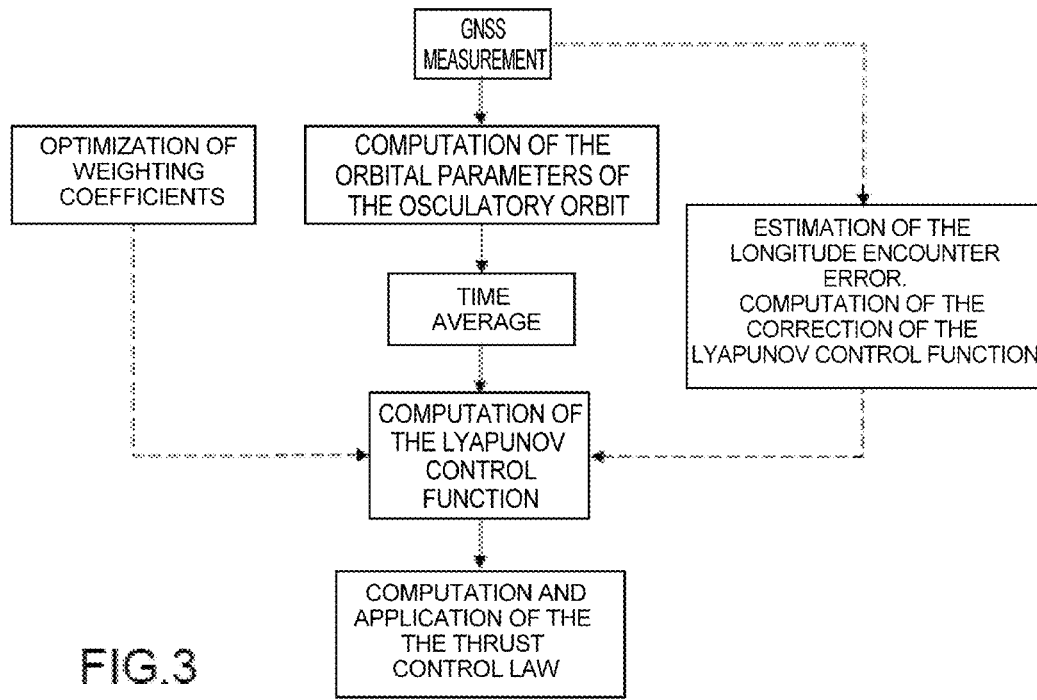 GNSS
MEASUREMENT
OPTIMIZATION OF
WEIGHTING
COEFFICIENTS
COMPUTATION OF THE
ORBITAL PARAMETERS OF
THE OSCULATORY ORBIT
ESTIMATION OF THE
LONGITUDE ENCOUNTER
ERROR.
COMPUTATION OF THE
CORRECTION OF THE
LYAPUNOV CONTROL FUNCTION
TIME
AVERAGE
COMPUTATION OF
THE LYAPUNOV
CONTROL
FUNCTION
COMPUTATION AND
APPLICATION OF THE
THE THRUST
CONTROL LAW
FIG.3